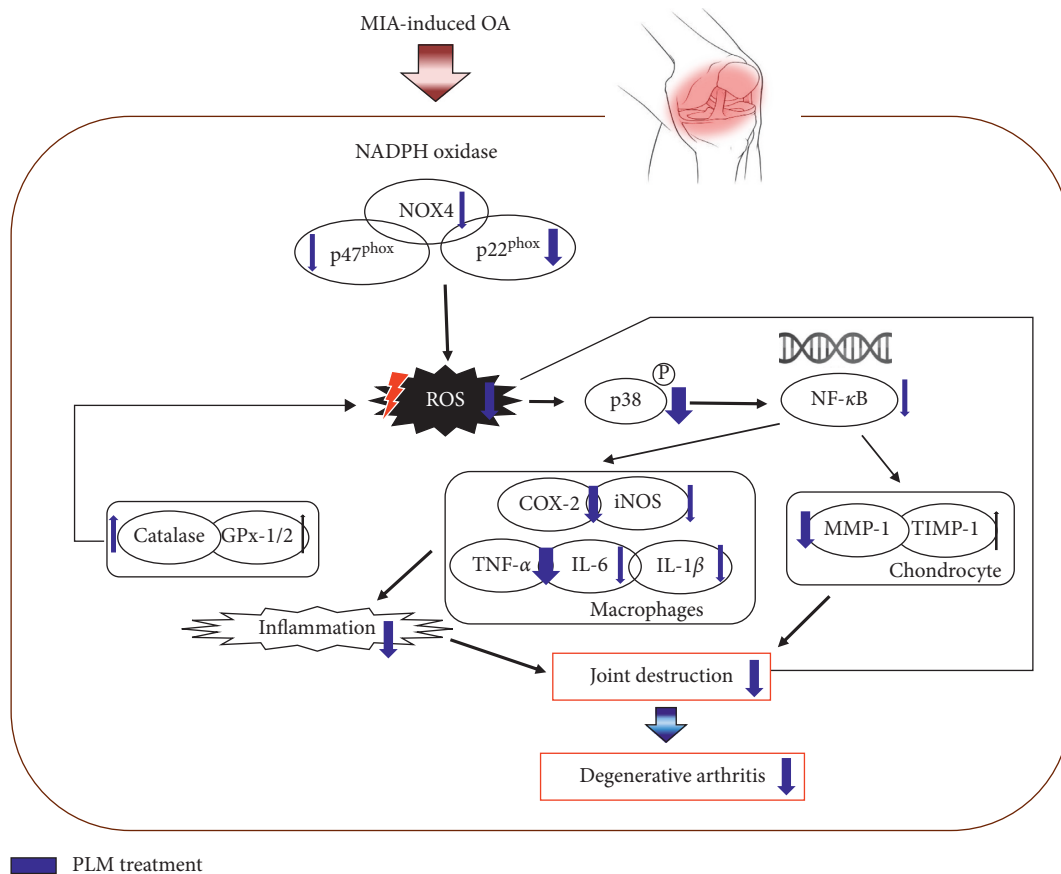 MIA-induced OA
NADPH oxidase
NOX4
p47phox
p22phox
ROS
P
p38
NF-κB
COX-2
iNOS
TNF-α
IL-6
IL-1β
Macrophages
Catalase
GPx-1/2
MMP-1
TIMP-1
Chondrocyte
Inflammation
Joint destruction
Degenerative arthritis
PLM treatment